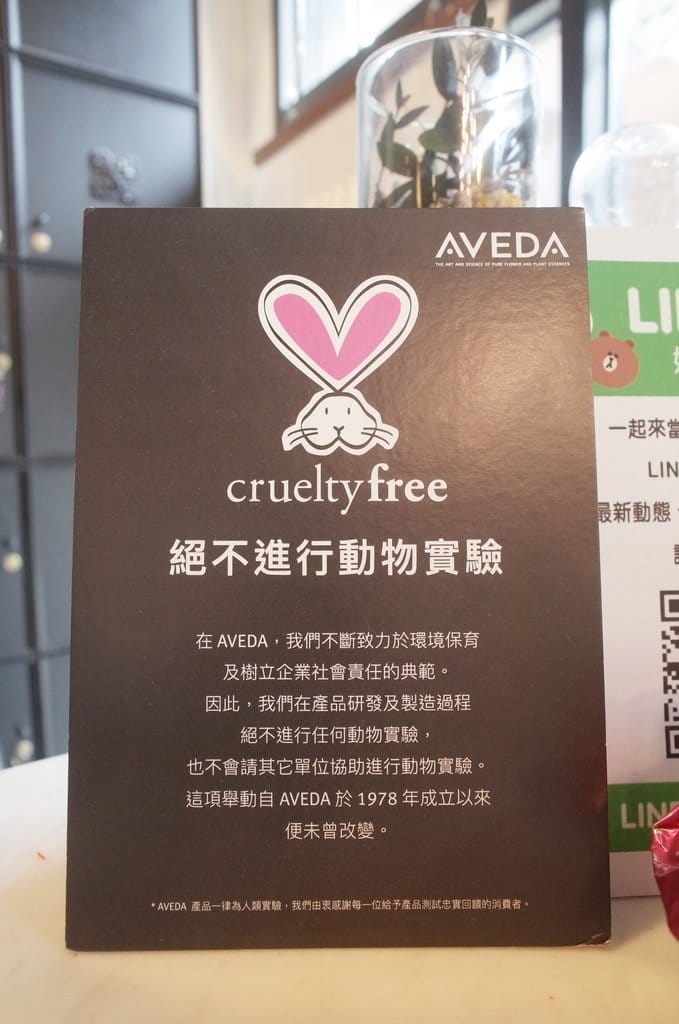 AVEDA
THE ART AND SCIENCE OF PURE FLOWER AND PLANT ESSENCES
crueltyfree
絕不進行動物實驗
在 AVEDA，我們不斷致力於環境保育
及樹立企業社會責任的典範。
因此，我們在產品研發及製造過程
絕不進行任何動物實驗，
也不會請其它單位協助進行動物實驗。
這項舉動自 AVEDA 於 1978 年成立以來
便未曾改變。
* AVEDA 產品一律為人類實驗，我們由衷感謝每一位給予產品測試忠實回饋的消費者。
LI
一起來當
LIN
最新動態
LINE